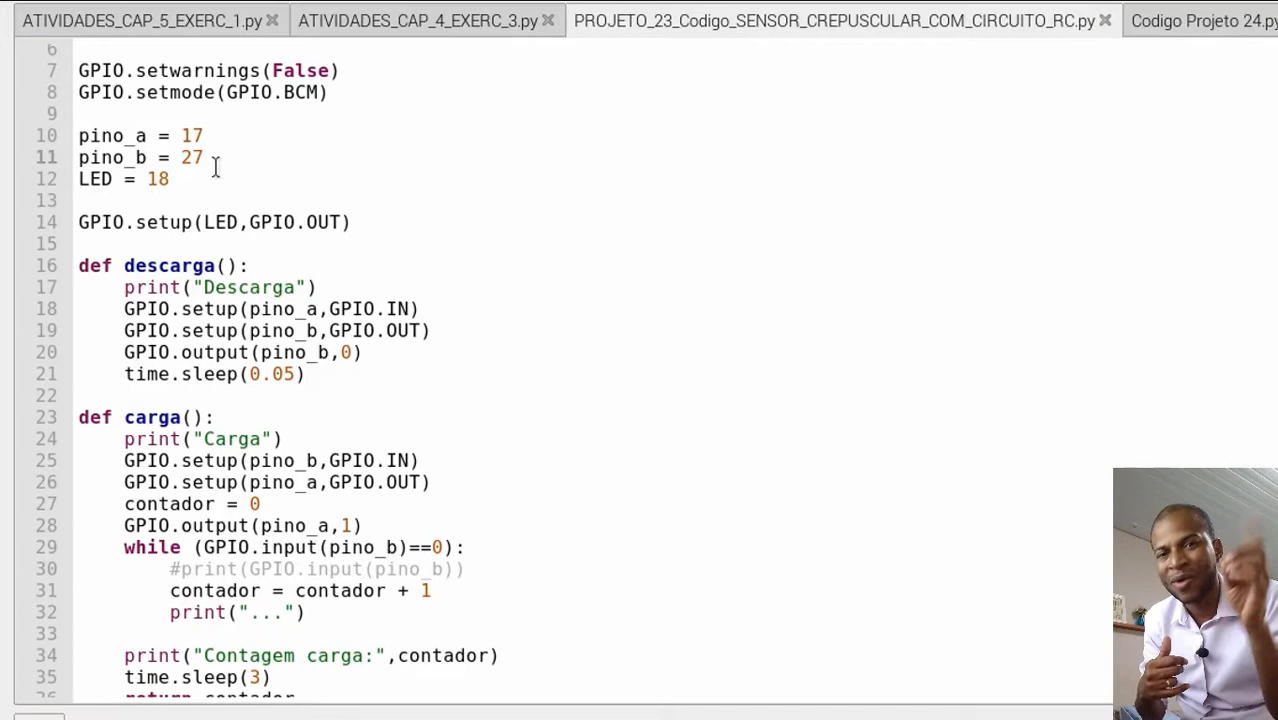 ATIVIDADES_CAP_5_EXERC_1.py ATIVIDADES_CAP_4_EXERC_3.py PROJETO_23_Codigo_SENSOR_CREPUSCULAR_COM_CIRCUITO_RC.py Codigo Projeto 24.py
6
7 GPIO.setwarnings(False)
8 GPIO.setmode(GPIO.BCM)
9
10 pino_a = 17
11 pino_b = 27
12 LED = 18
13
14 GPIO.setup(LED,GPIO.OUT)
15
16 def descarga():
17     print("Descarga")
18     GPIO.setup(pino_a,GPIO.IN)
19     GPIO.setup(pino_b,GPIO.OUT)
20     GPIO.output(pino_b,0)
21     time.sleep(0.05)
22
23 def carga():
24     print("Carga")
25     GPIO.setup(pino_b,GPIO.IN)
26     GPIO.setup(pino_a,GPIO.OUT)
27     contador = 0
28     GPIO.output(pino_a,1)
29     while (GPIO.input(pino_b)==0):
30         #print(GPIO.input(pino_b))
31         contador = contador + 1
32         print("...")
33
34     print("Contagem carga:",contador)
35     time.sleep(3)
36     return contador